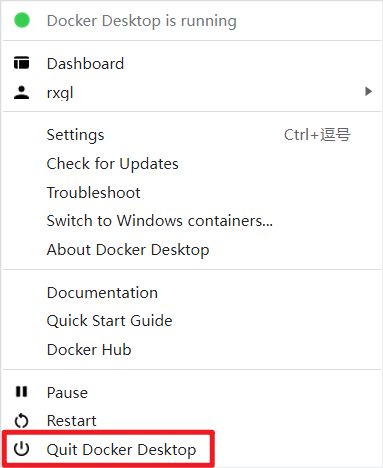 Docker Desktop is running
Dashboard
rxgl
Settings Ctrl+逗号
Check for Updates
Troubleshoot
Switch to Windows containers...
About Docker Desktop
Documentation
Quick Start Guide
Docker Hub
Pause
Restart
Quit Docker Desktop